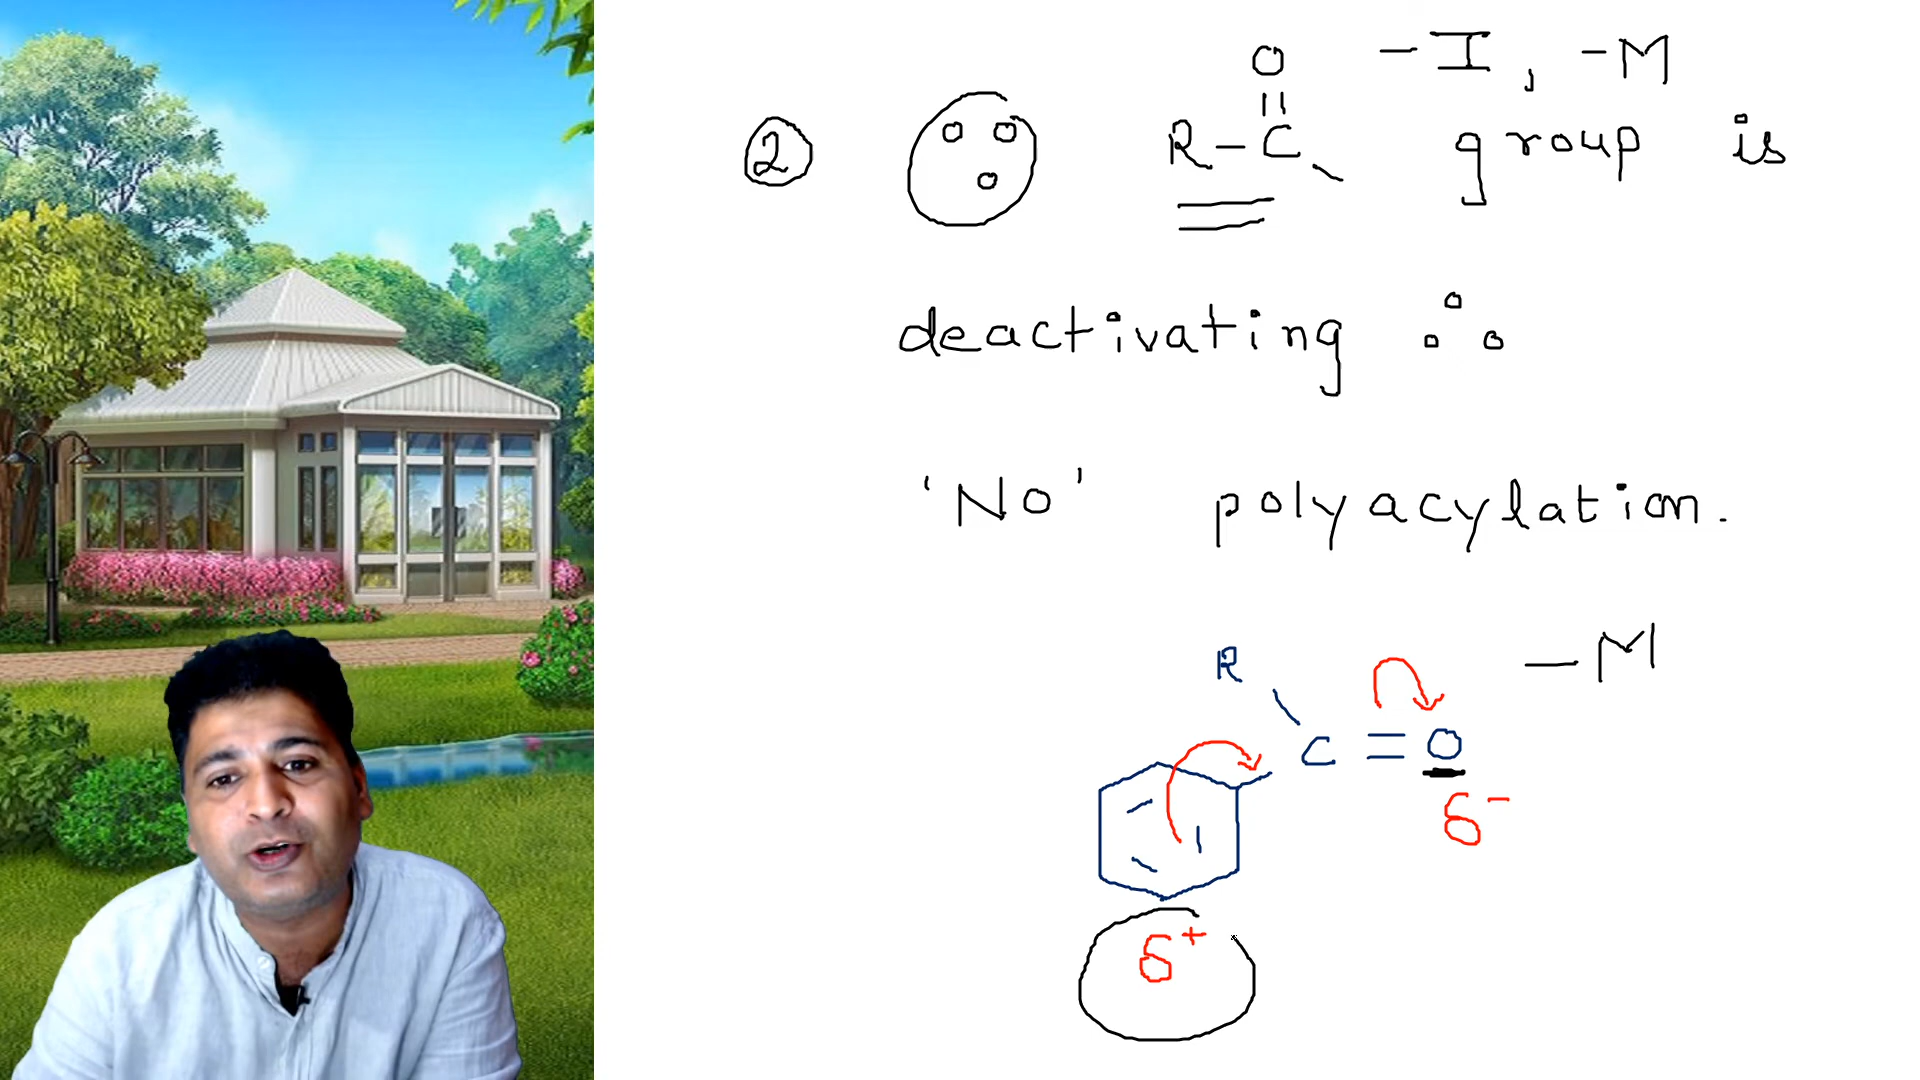 ② ∵ R-C=O -I, -M group is
deactivating ∴
'No' polyacylation.
R C=O -M
δ-
δ+